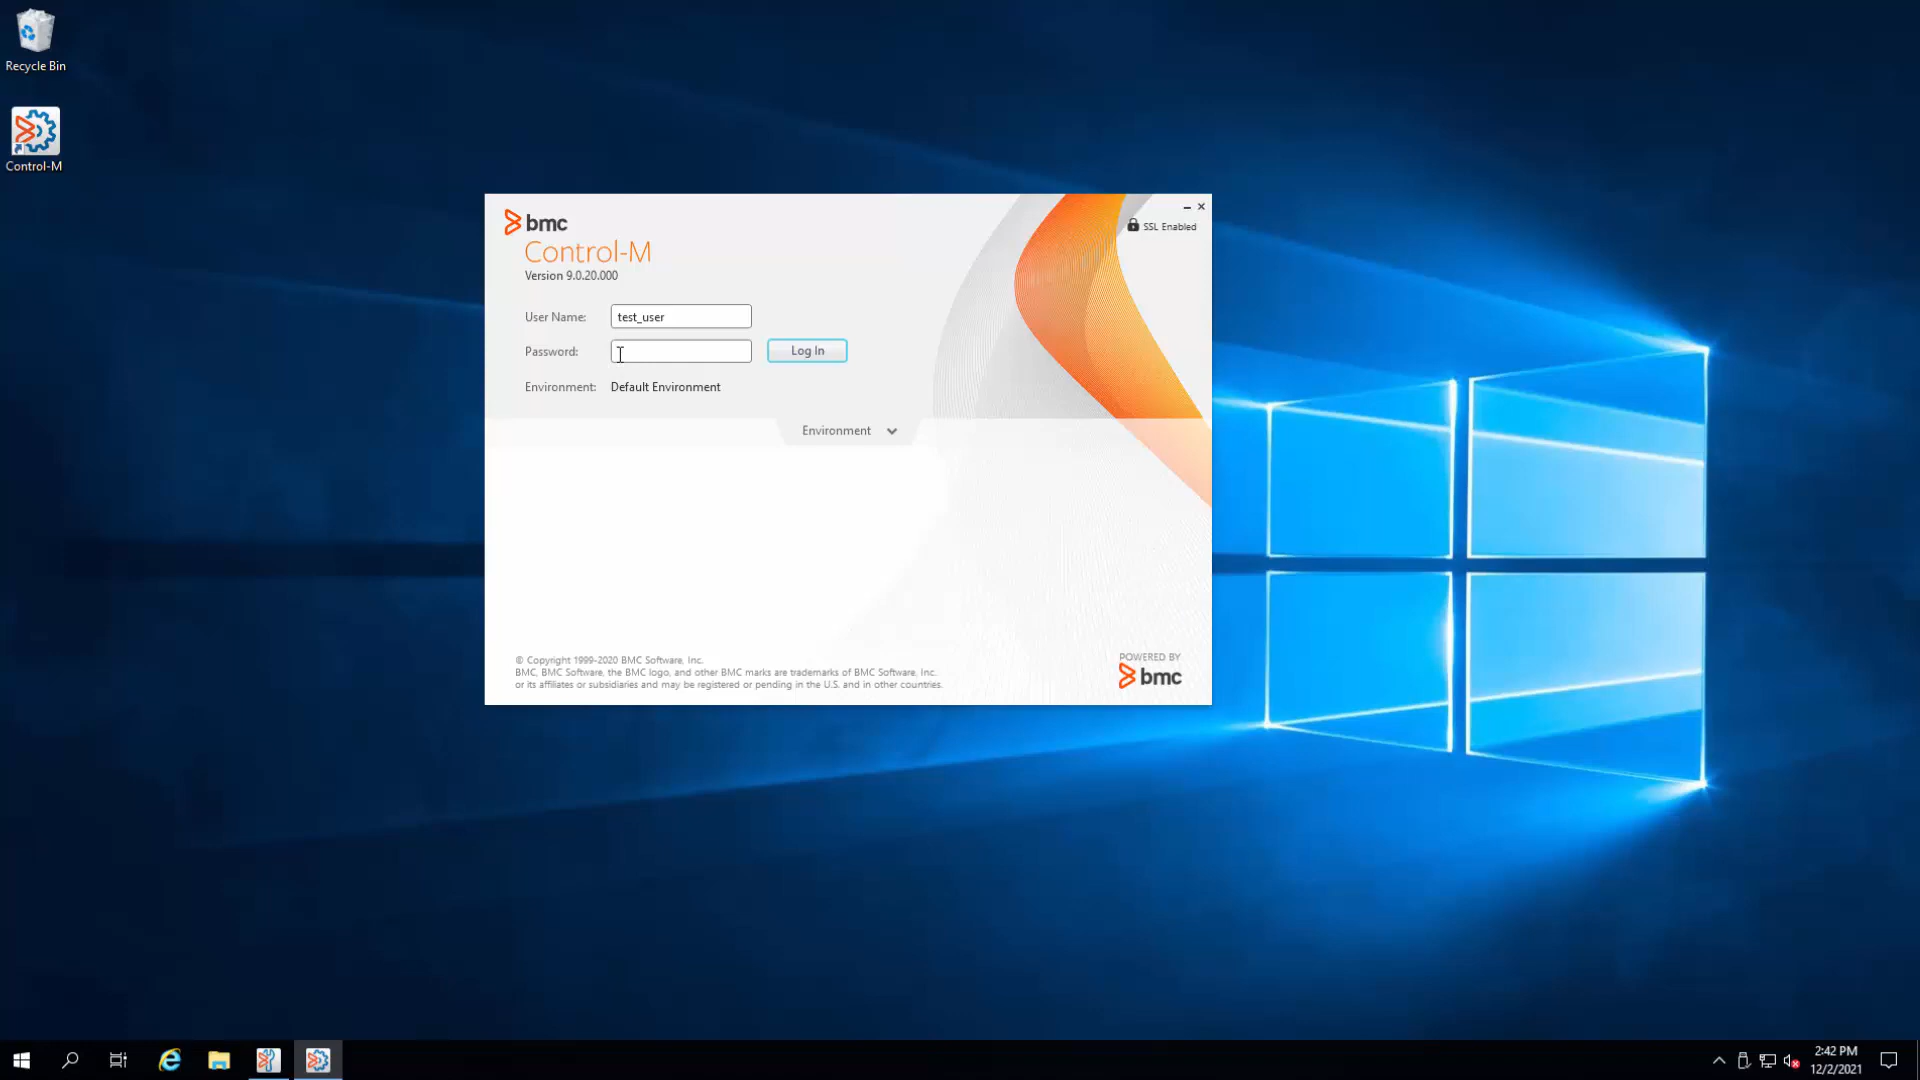 Recycle Bin
Control-M
bmc
SSL Enabled
Control-M
Version 9.0.20.000
User Name: test_user
Password: Log In
Environment: Default Environment
Environment
© Copyright 1999-2020 BMC Software, Inc.
BMC, BMC Software, the BMC logo, and other BMC marks are trademarks of BMC Software, Inc.
or its affiliates or subsidiaries and may be registered or pending in the U.S. and in other countries.
POWERED BY
bmc
2:42 PM
12/2/2021